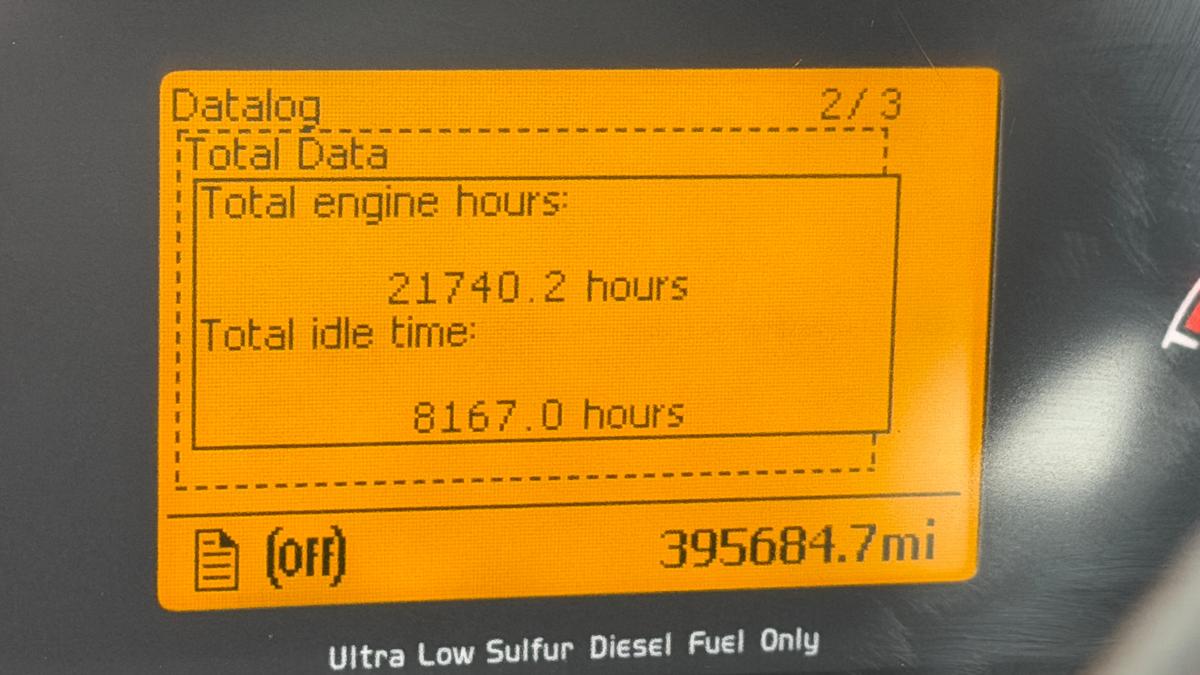 Datalog 2/3
Total Data
Total engine hours:
21740.2 hours
Total idle time:
8167.0 hours
(OFF) 395684.7mi
Ultra Low Sulfur Diesel Fuel Only